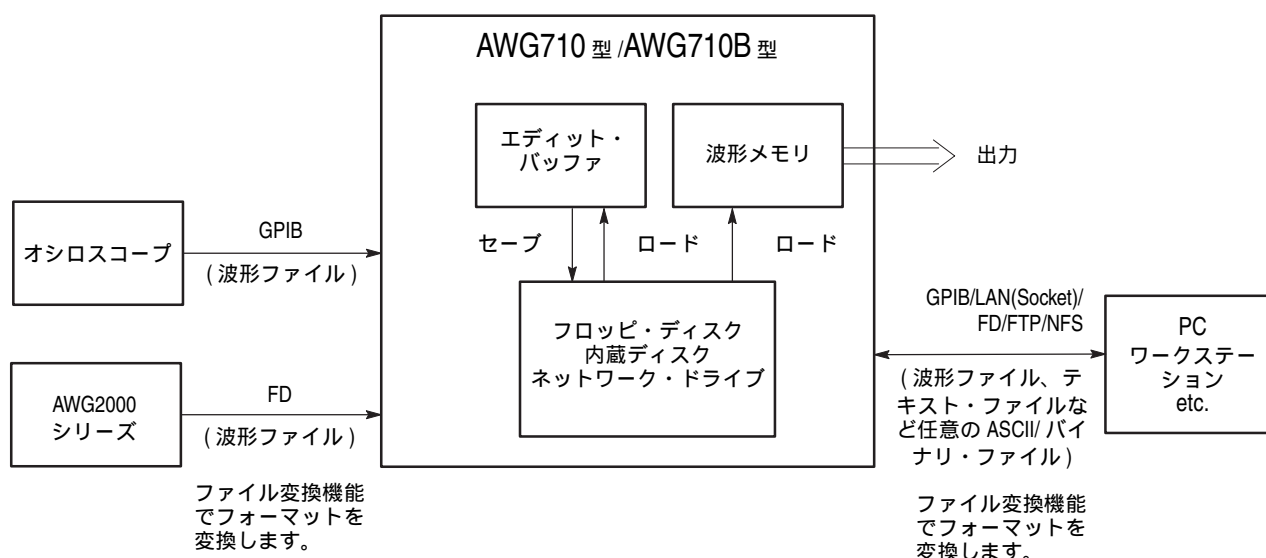 AWG710 型 /AWG710B 型
エディット・
バッファ
波形メモリ
出力
オシロスコープ
GPIB
( 波形ファイル )
セーブ
ロード
ロード
フロッピ・ディスク
内蔵ディスク
ネットワーク・ドライブ
GPIB/LAN(Socket)/
FD/FTP/NFS
( 波形ファイル、テ
キスト・ファイルな
ど任意の ASCII/ バイ
ナリ・ファイル )
PC
ワークステー
ション
etc.
AWG2000
シリーズ
FD
( 波形ファイル )
ファイル変換機能
でフォーマットを
変換します。
ファイル変換機能
でフォーマットを
変換します。